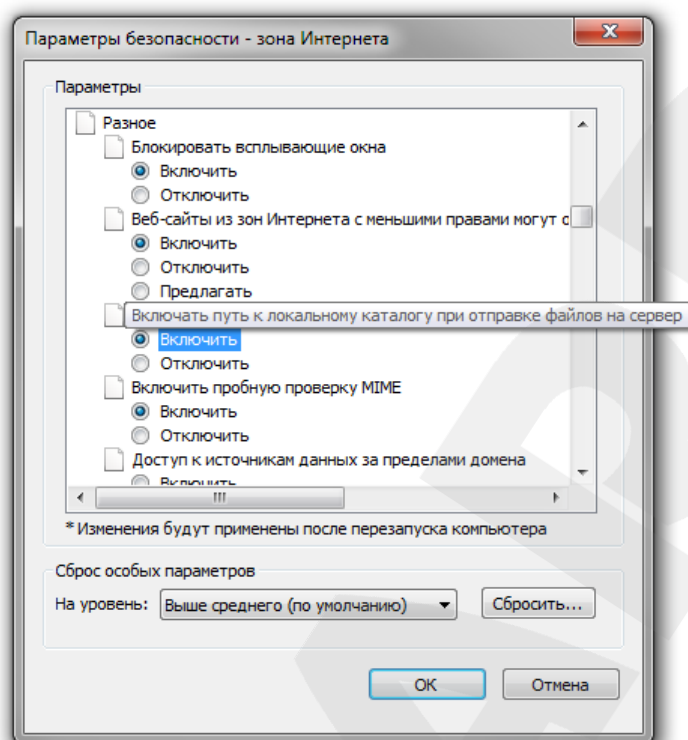 Параметры безопасности - зона Интернета
Параметры
Разное
Блокировать всплывающие окна
Включить
Отключить
Веб-сайты из зон Интернета с меньшими правами могут о
Включить
Отключить
Предлагать
Включать путь к локальному каталогу при отправке файлов на сервер
Включить
Отключить
Включить пробную проверку MIME
Включить
Отключить
Доступ к источникам данных за пределами домена
Включить
* Изменения будут применены после перезапуска компьютера
Сброс особых параметров
На уровень: Выше среднего (по умолчанию) Сбросить...
ОК Отмена